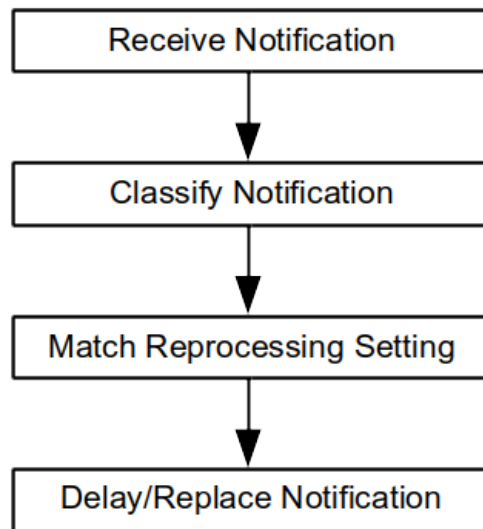 Receive Notification
Classify Notification
Match Reprocessing Setting
Delay/Replace Notification